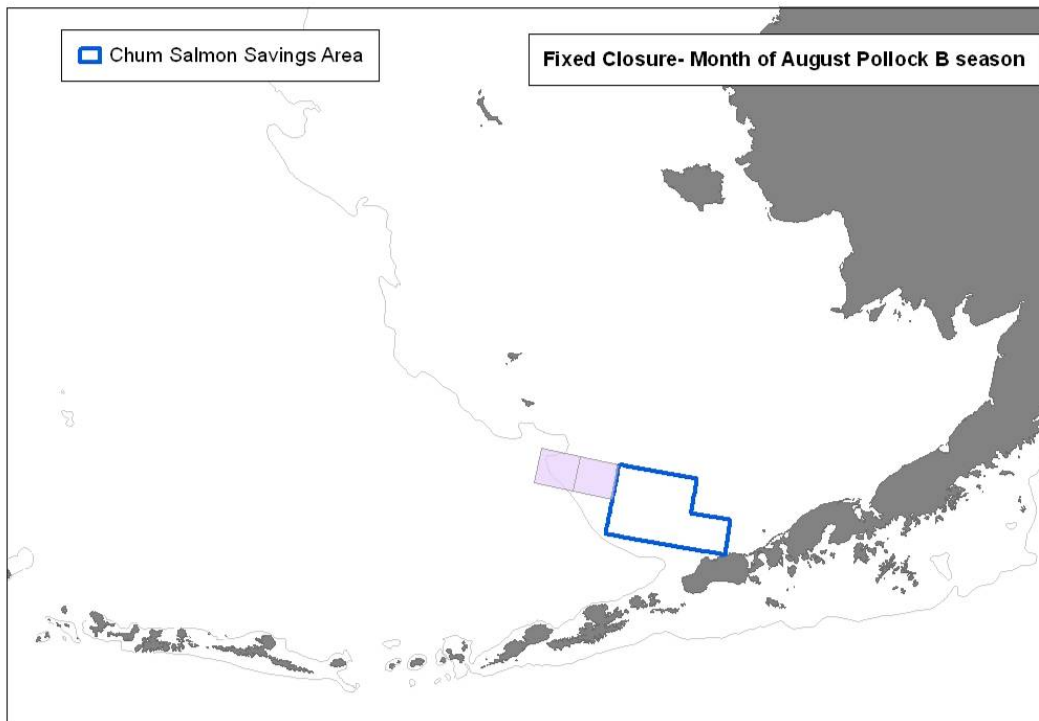 Chum Salmon Savings Area
Fixed Closure- Month of August Pollock B season